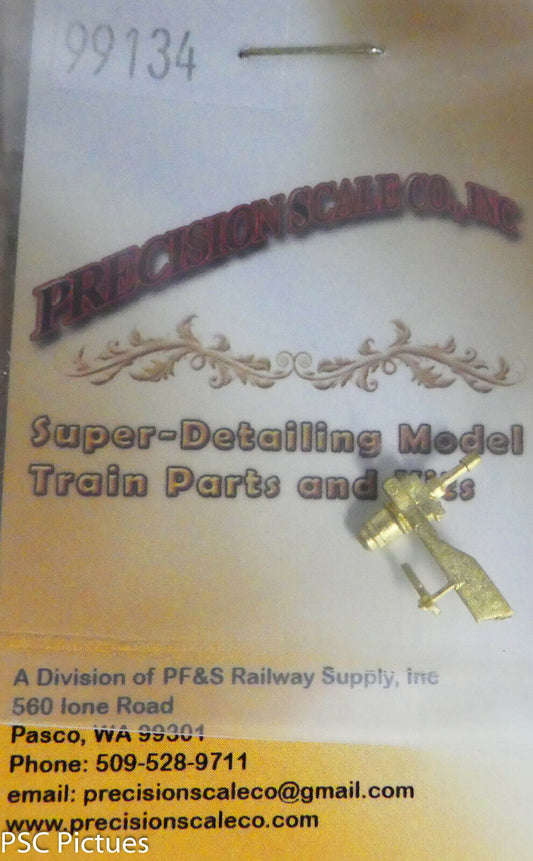 99134
PRECISION SCALE CO., INC
Super-Detailing Model
Train Parts and Kits
A Division of PF&S Railway Supply, inc
560 Ione Road
Pasco, WA 99301
Phone: 509-528-9711
email: precisionscaleco@gmail.com
www.precisionscaleco.com
PSC Pictues